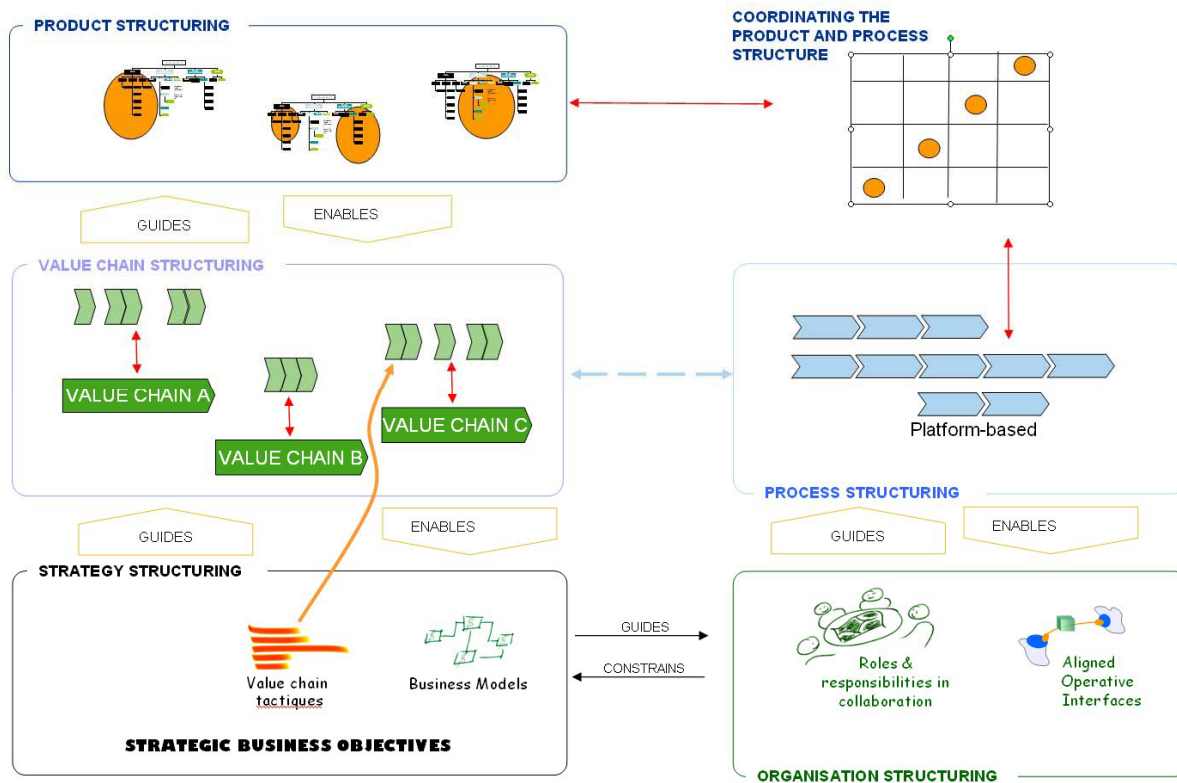 PRODUCT STRUCTURING
COORDINATING THE
PRODUCT AND PROCESS
STRUCTURE
GUIDES
ENABLES
VALUE CHAIN STRUCTURING
VALUE CHAIN A
VALUE CHAIN B
VALUE CHAIN C
Platform-based
PROCESS STRUCTURING
GUIDES
ENABLES
GUIDES
ENABLES
STRATEGY STRUCTURING
Value chain
tactiques
Business Models
STRATEGIC BUSINESS OBJECTIVES
GUIDES
CONSTRAINS
Roles &
responsibilities in
collaboration
Aligned
Operative
Interfaces
ORGANISATION STRUCTURING